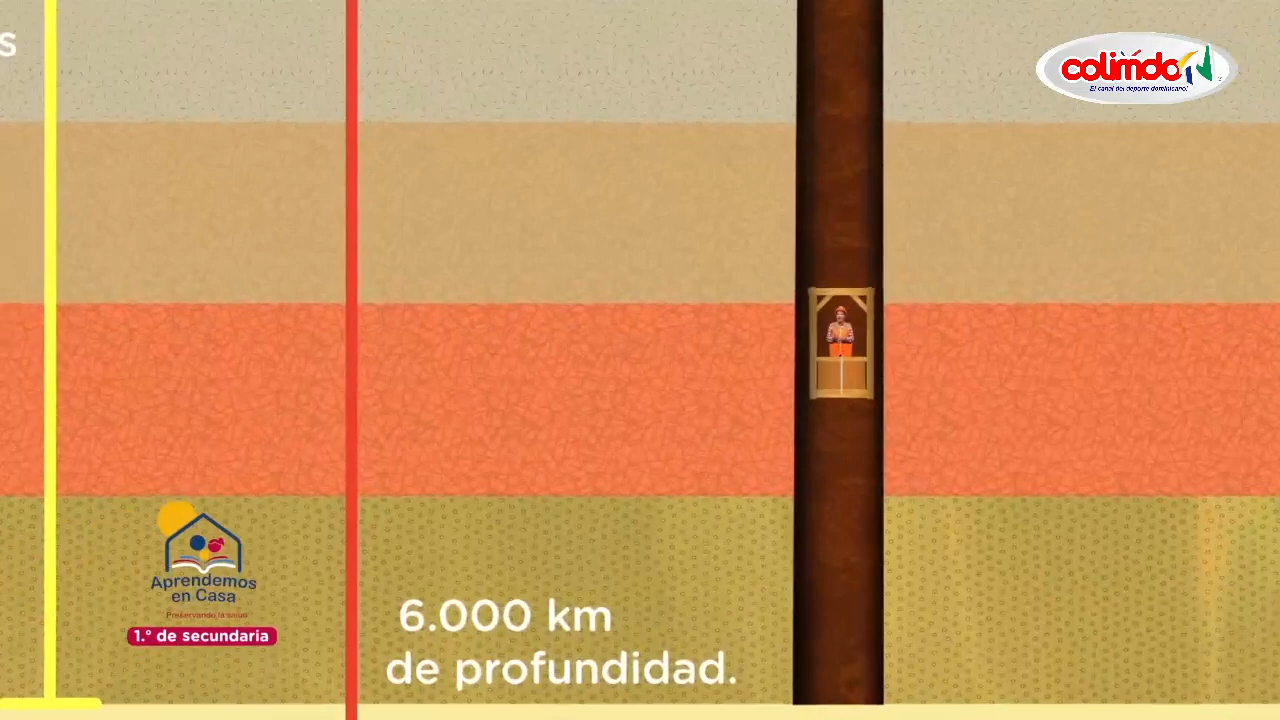 s
colimdo
El canal del deporte dominicano!
Aprendemos
en Casa
Preservando la salud
1.° de secundaria
6.000 km
de profundidad.